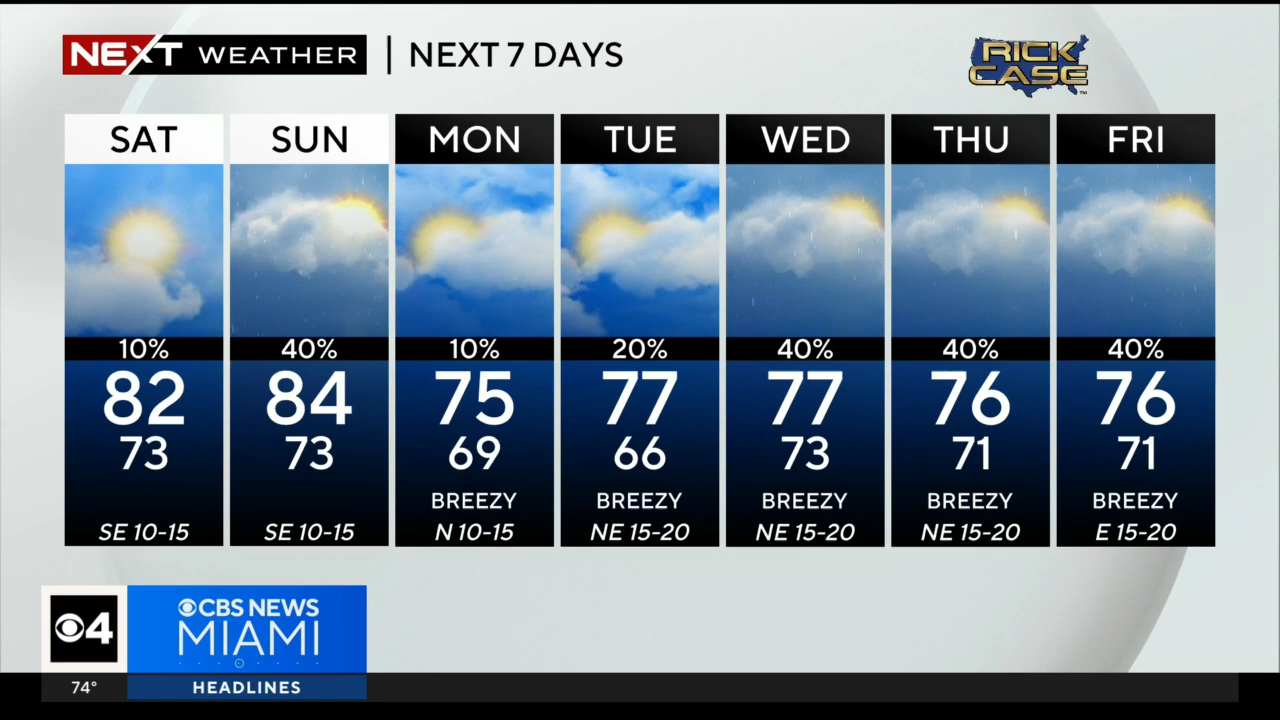 NEXT WEATHER | NEXT 7 DAYS
RICK
CASE
SAT SUN MON TUE WED THU FRI
10% 40% 10% 20% 40% 40% 40%
82 84 75 77 77 76 76
73 73 69 66 73 71 71
BREEZY BREEZY BREEZY BREEZY BREEZY
SE 10-15 SE 10-15 N 10-15 NE 15-20 NE 15-20 NE 15-20 E 15-20
4 CBS NEWS
MIAMI
74° HEADLINES